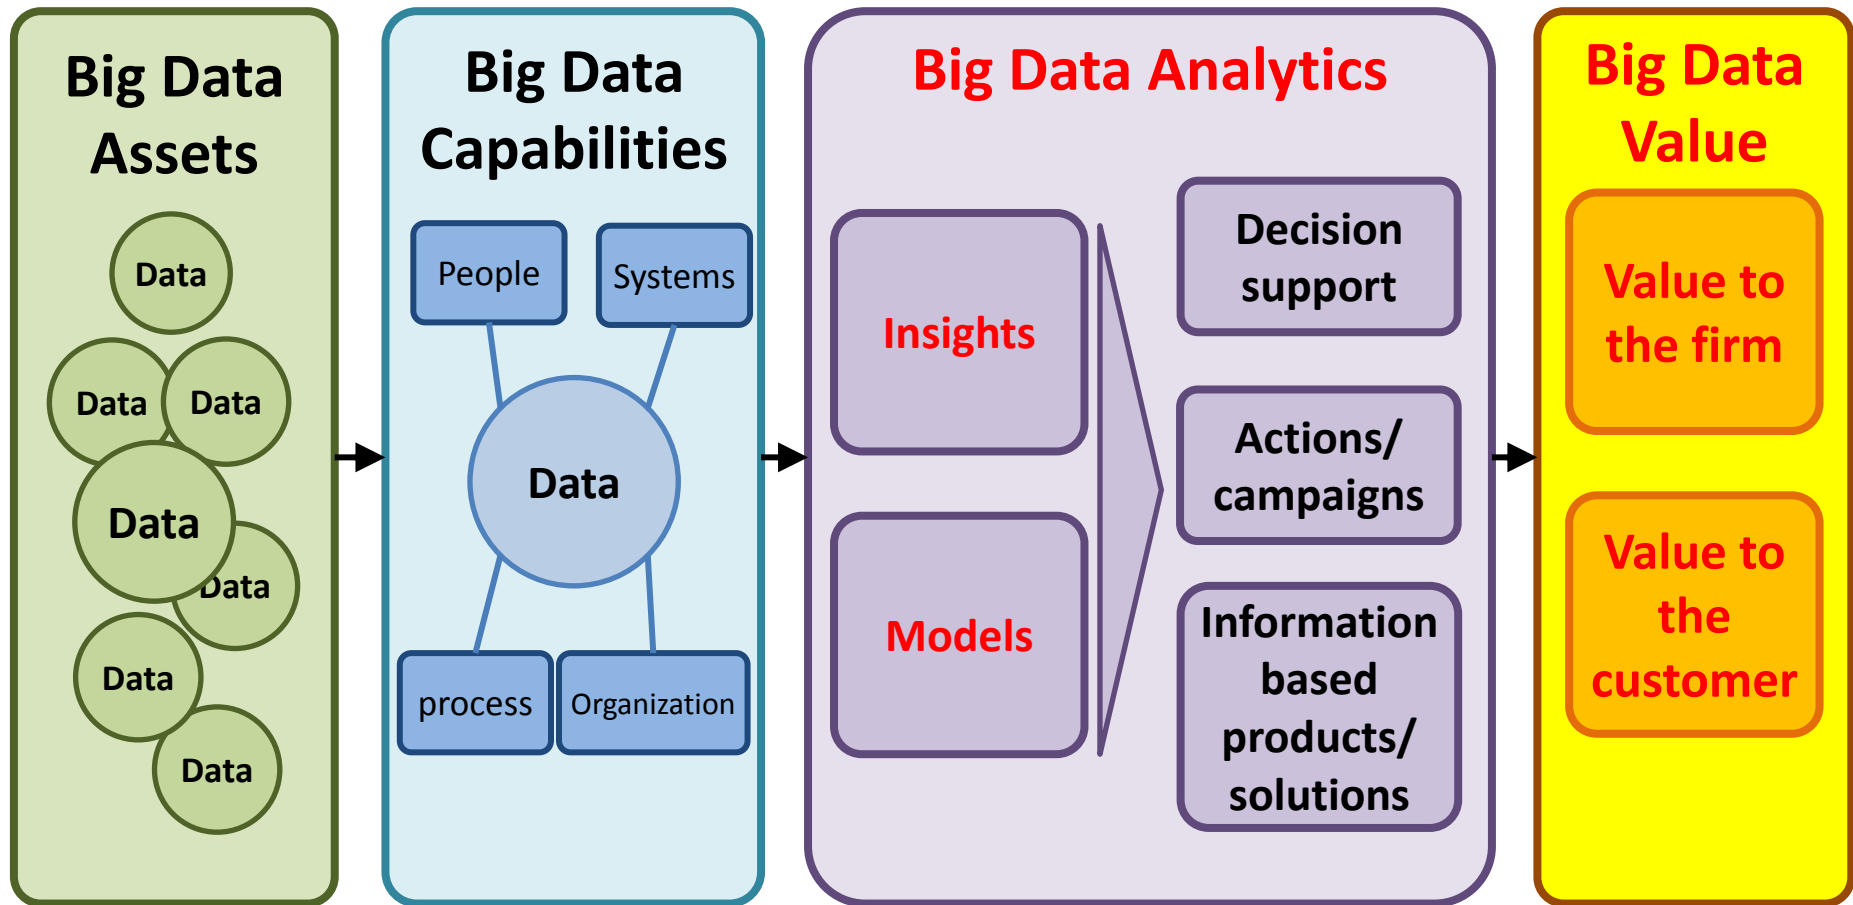 Big Data
Assets
Data
Data
Data
Data
Data
Data
Data
Big Data
Capabilities
People
Systems
Data
process
Organization
Big Data Analytics
Insights
Models
Decision
support
Actions/
campaigns
Information
based
products/
solutions
Big Data
Value
Value to
the firm
Value to
the
customer